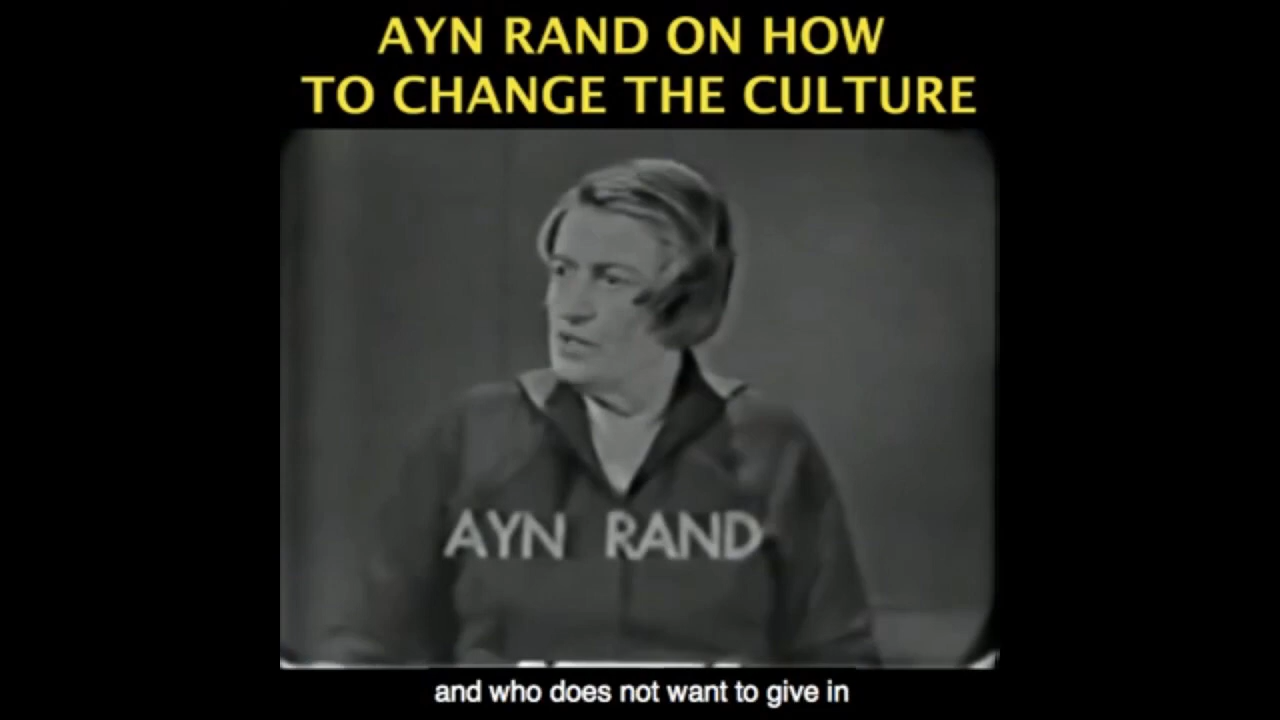 AYN RAND ON HOW
TO CHANGE THE CULTURE
AYN RAND
and who does not want to give in